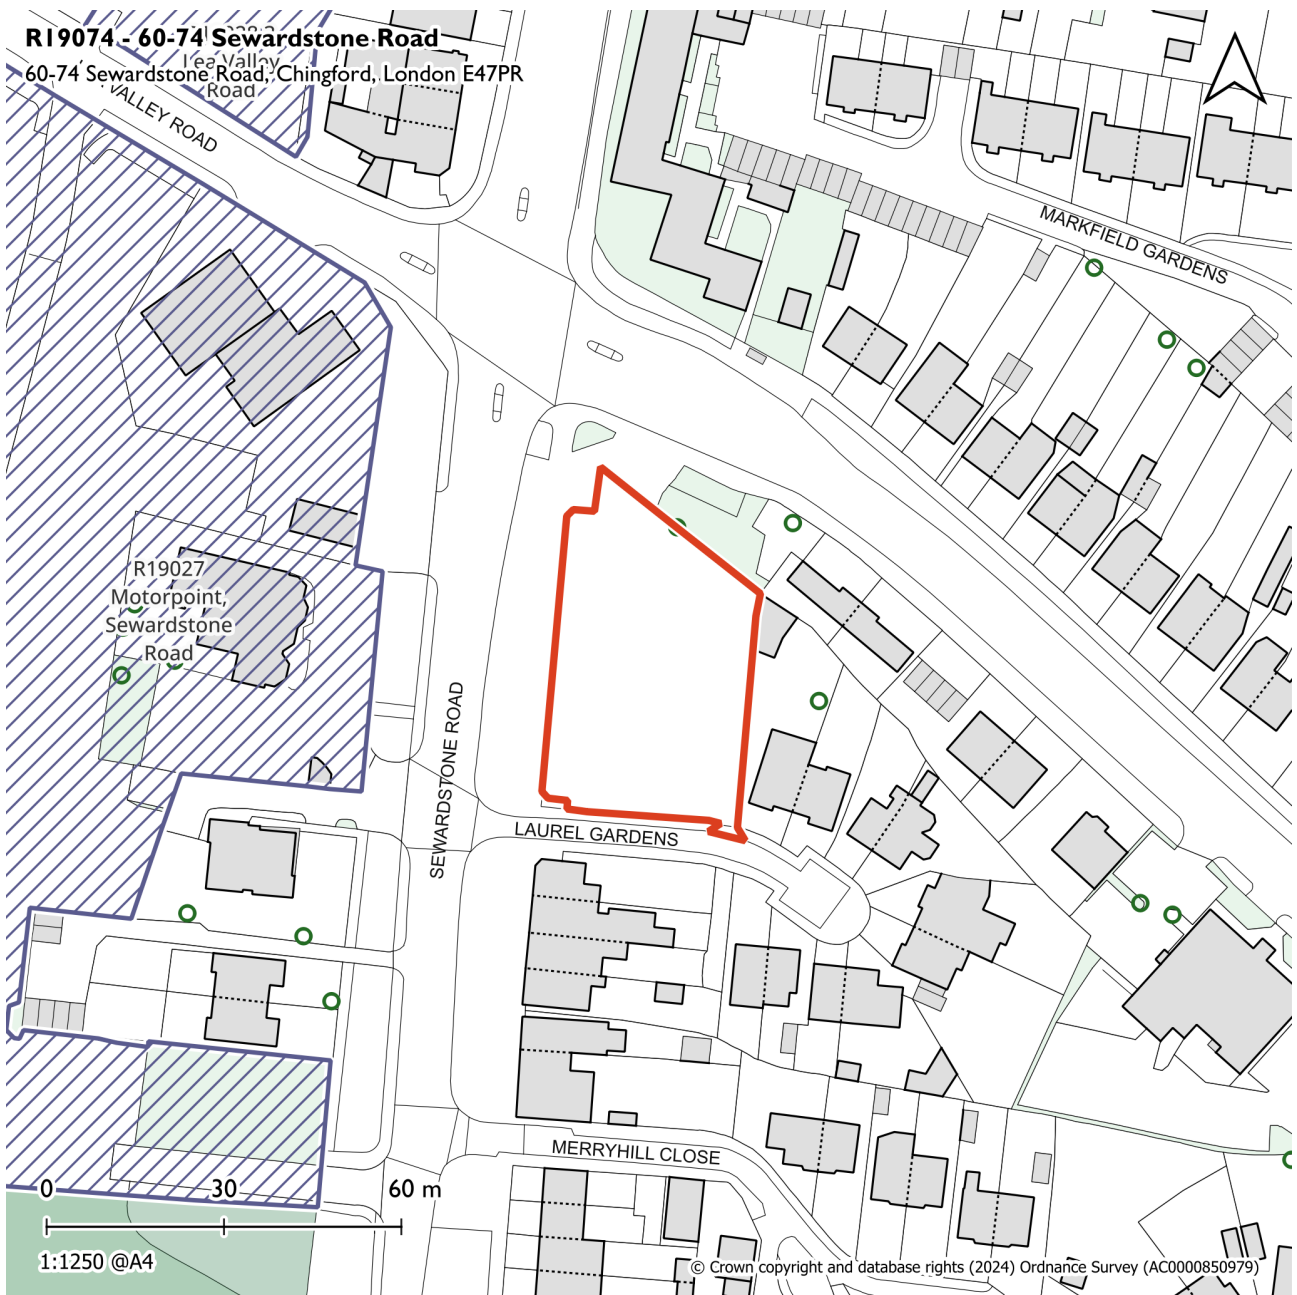 R19074 - 60-74 Sewardstone Road
Lea Valley
60-74 Sewardstone Road, Chingford, London E47PR
Road
VALLEY ROAD
MARKFIELD GARDENS
R19027
Motorpoint,
Sewardstone
Road
SEWARDSTONE ROAD
LAUREL GARDENS
MERRYHILL CLOSE
0 30 60 m
1:1250 @A4
© Crown copyright and database rights (2024) Ordnance Survey (AC0000850979)